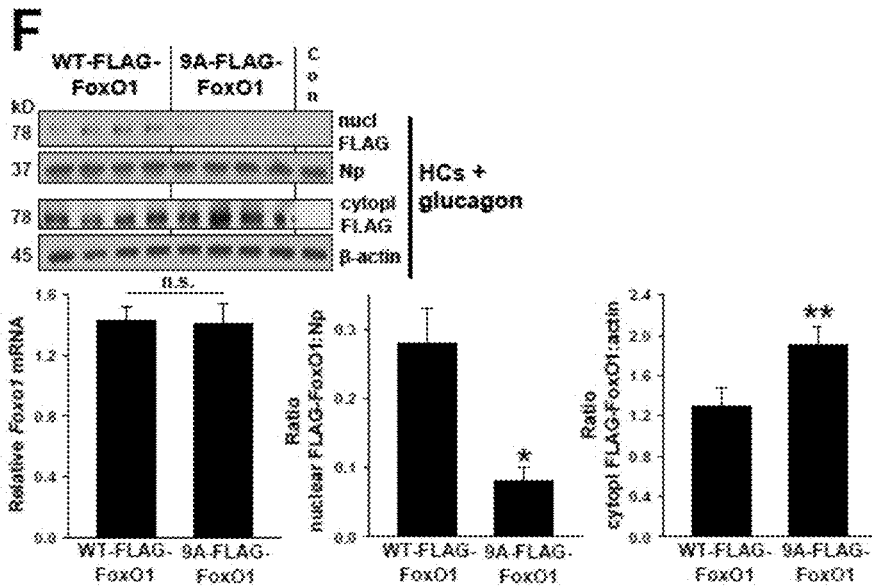 F
WT-FLAG-
FoxO1
9A-FLAG-
FoxO1
Con
kD
78
nucl
FLAG
37
Np
78
cytopl
FLAG
45
β-actin
HCs +
glucagon
n.s.
Relative Foxo1 mRNA
1.6
1.2
0.8
0.4
0.0
WT-FLAG-
FoxO1
9A-FLAG-
FoxO1
Ratio
nuclear FLAG-FoxO1:Np
0.3
0.2
0.1
0.0
*
WT-FLAG-
FoxO1
9A-FLAG-
FoxO1
Ratio
cytopl FLAG-FoxO1:actin
2.4
2.0
1.6
1.2
0.8
0.4
0.0
**
WT-FLAG-
FoxO1
9A-FLAG-
FoxO1